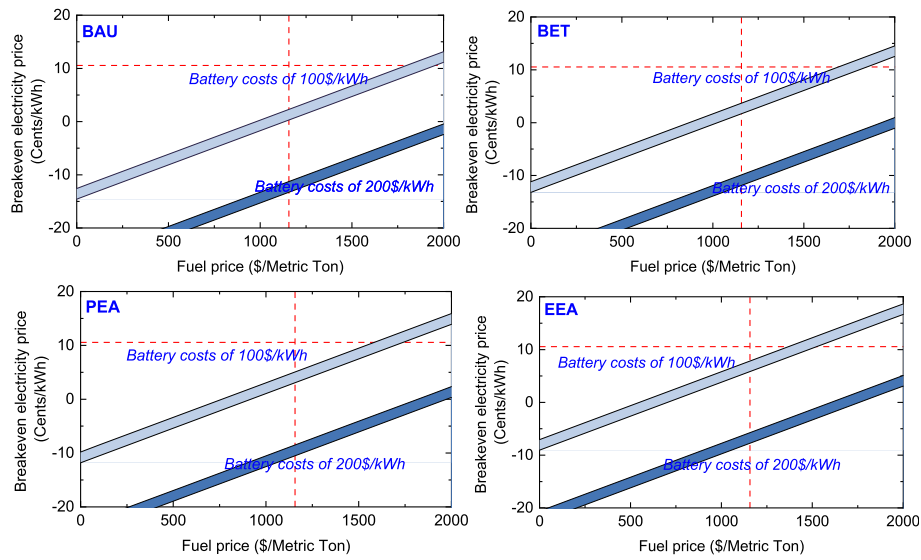 BAU
Breakeven electricity price
(Cents/kWh)
20
10
0
-10
-20
Battery costs of 100$/kWh
Battery costs of 200$/kWh
0
500
1000
1500
2000
Fuel price ($/Metric Ton)
BET
Breakeven electricity price
(Cents/kWh)
20
10
0
-10
-20
Battery costs of 100$/kWh
Battery costs of 200$/kWh
0
500
1000
1500
2000
Fuel price ($/Metric Ton)
PEA
Breakeven electricity price
(Cents/kWh)
20
10
0
-10
-20
Battery costs of 100$/kWh
Battery costs of 200$/kWh
0
500
1000
1500
2000
Fuel price ($/Metric Ton)
EEA
Breakeven electricity price
(Cents/kWh)
20
10
0
-10
-20
Battery costs of 100$/kWh
Battery costs of 200$/kWh
0
500
1000
1500
2000
Fuel price ($/Metric Ton)